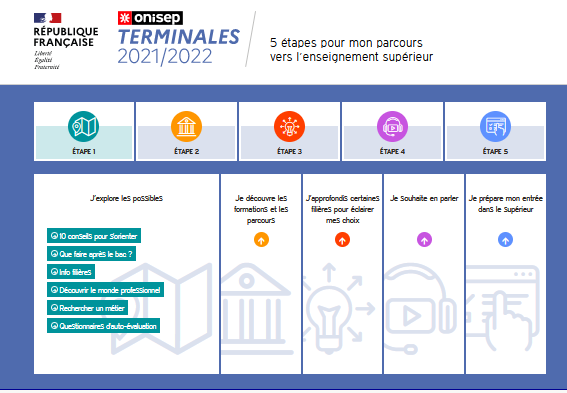 RÉPUBLIQUE
FRANÇAISE
Liberté
Égalité
Fraternité
onisep
TERMINALES
2021/2022
5 étapes pour mon parcours
vers l'enseignement supérieur
ÉTAPE 1
ÉTAPE 2
ÉTAPE 3
ÉTAPE 4
ÉTAPE 5
J'explore les possibles
10 conseils pour s'orienter
Que faire après le bac ?
Info filières
Découvrir le monde professionnel
Rechercher un métier
Questionnaires d'auto-évaluation
Je découvre les
formations et les
parcours
J'approfondis certaines
filières pour éclairer
mes choix
Je souhaite en parler
Je prépare mon entrée
dans le supérieur